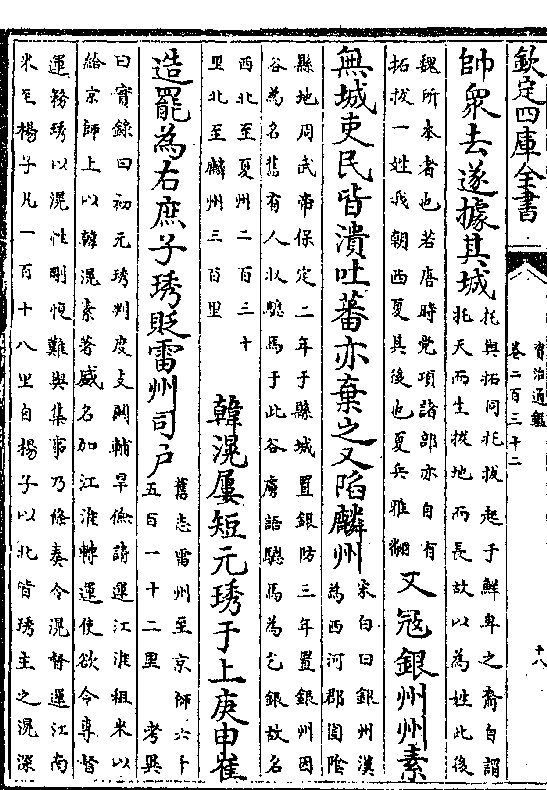 欽定四庫全書
資治通鑑
卷二百三十二
十八
帥衆去遂據其城
托與拓同拓拔起于鮮卑之裔自謂
托天而生拔地而長故以為姓此後
魏所本者也若唐時党項諸部亦自有
拓拔一姓我朝西夏其後也夏兵雅
又寇銀州州素
無城吏民皆潰吐蕃亦棄之又陷麟州
宋白曰銀州漢
為西河郡圁陰
縣地周武帝保定二年于縣城置銀防三年置銀州因
谷為名舊有人牧驄馬于此谷虜語驄馬為乞銀故名
西北至夏州二百三十
里北至麟州三百里
韓滉屢短元琇于上庚申崔
造罷為右庶子琇貶雷州司户
舊志雷州至京師六千
五百一十二里 考異
曰實錄曰初元琇判度支關輔旱儉請運江淮租米以
給京師上以韓滉素著威名加江淮轉運使欲令專督
運務琇以滉性剛愎難與集事乃條奏令滉督運江南
米至楊子凡一百十八里自楊子以北皆琇主之滉深